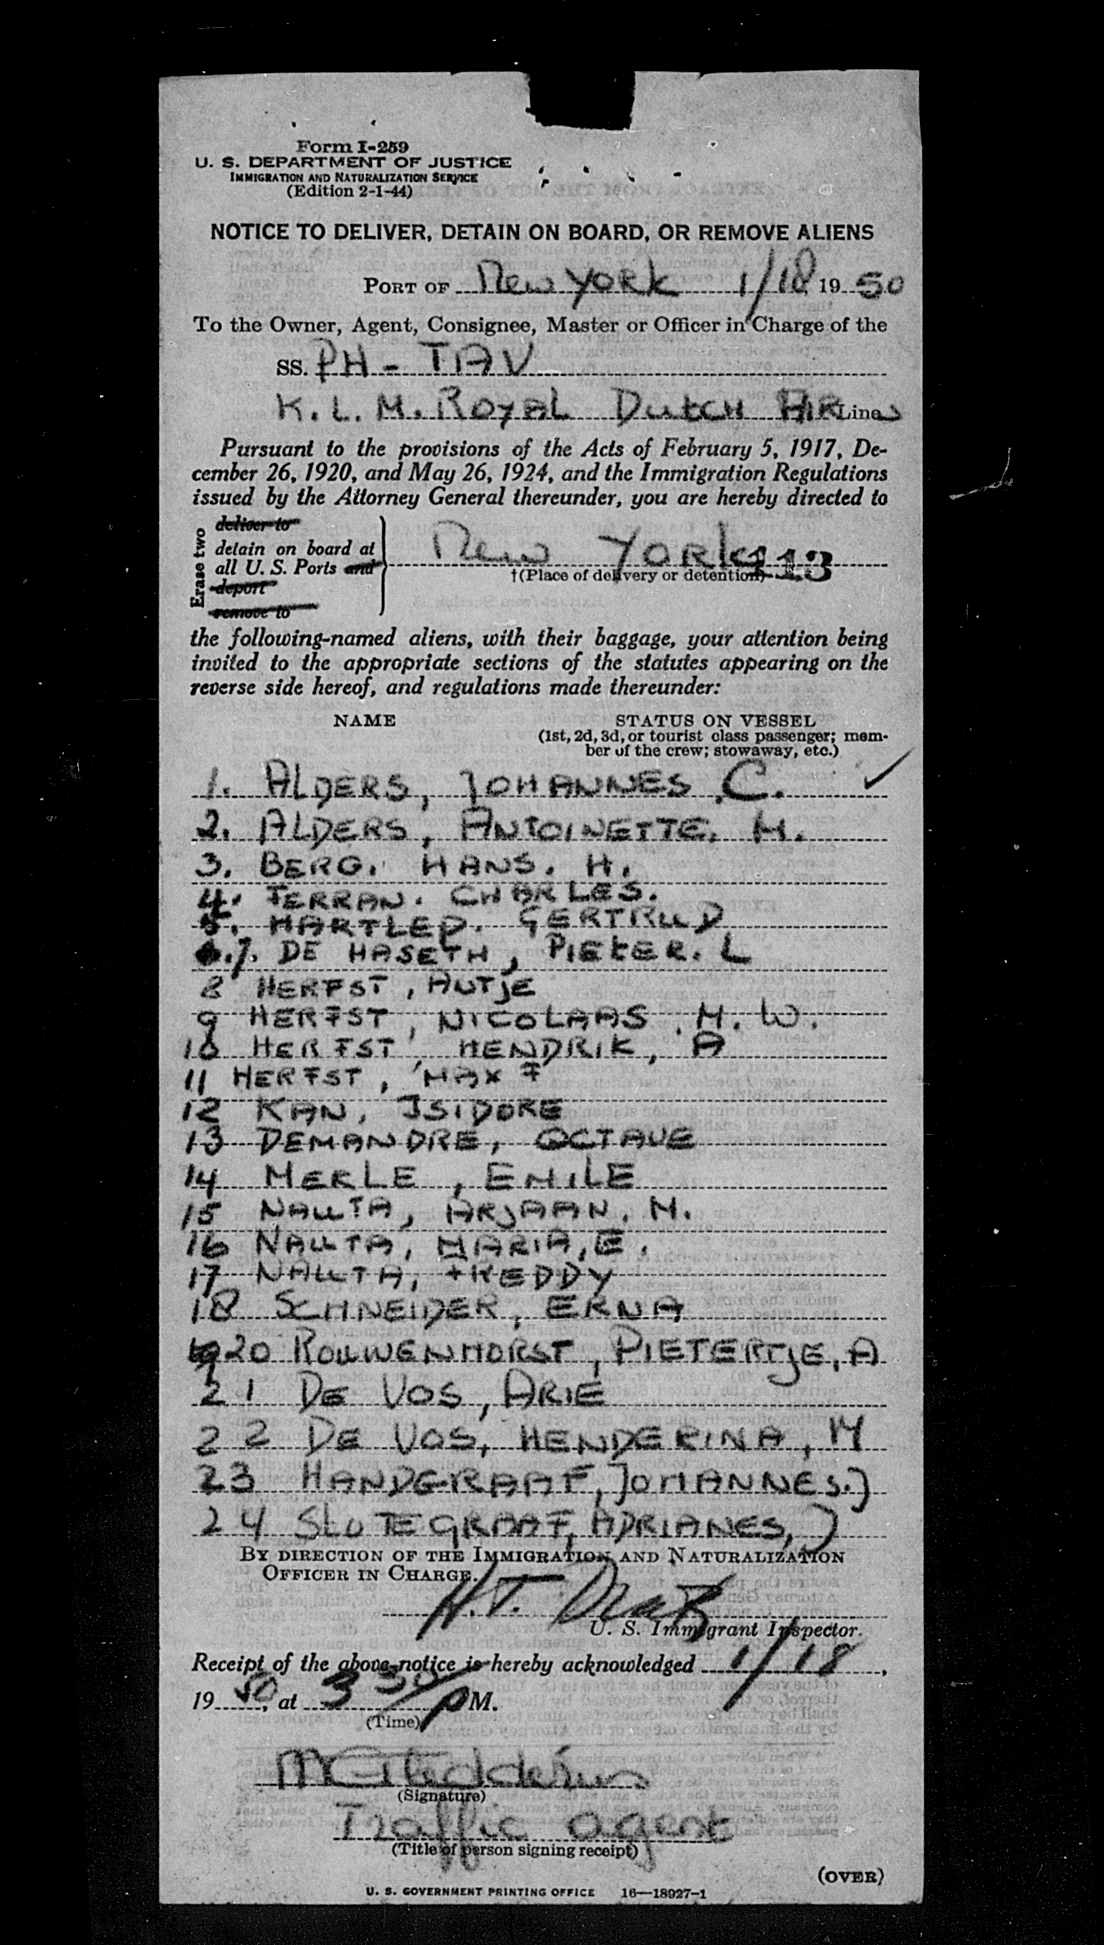 Form I-259
U. S. DEPARTMENT OF JUSTICE
IMMIGRATION AND NATURALIZATION SERVICE
(Edition 2-1-44)
NOTICE TO DELIVER, DETAIN ON BOARD, OR REMOVE ALIENS
PORT OF New York 1/18 1950
To the Owner, Agent, Consignee, Master or Officer in Charge of the
SS. PH - TAV
K. L. M. ROYAL DUTCH AIR Lines
Pursuant to the provisions of the Acts of February 5, 1917, De-
cember 26, 1920, and May 26, 1924, and the Immigration Regulations
issued by the Attorney General thereunder, you are hereby directed to
Erase two
deliver to
detain on board at
all U. S. Ports and
deport
remove to
New York 113
†(Place of delivery or detention)
the following-named aliens, with their baggage, your attention being
invited to the appropriate sections of the statutes appearing on the
reverse side hereof, and regulations made thereunder:
NAME STATUS ON VESSEL
(1st, 2d, 3d, or tourist class passenger; mem-
ber of the crew; stowaway, etc.)
1. ALDERS, JOHANNES C. ✓
2. ALDERS, ANTOINETTE. M.
3. BERG. HANS. H.
4. FERRAN. CHARLES.
5. HARTLEP. GERTRUD
6.7. DE HASETH, PIETER. L
8 HERFST, AUTJE
9 HERFST, NICOLAAS. H. W.
10 HERFST, HENDRIK, A
11 HERFST, MAX F
12 KAN, ISIDORE
13 DEMANDRE, OCTAVE
14 MERLE, EMILE
15 NAUTA, ARJAAN. M.
16 NAUTA, MARIA, E.
17 NAUTA, FREDDY
18 SCHNEIDER, ERNA
19 20 ROUWENHORST, PIETERTJE, A
21 DE VOS, ARIE
22 DE VOS, HENDERINA, M
23 HANDGRAAF, JOHANNES. J
24 SLOTEGRAAF, ADRIANES, J
BY DIRECTION OF THE IMMIGRATION AND NATURALIZATION
OFFICER IN CHARGE.
H.T.
U. S. Immigrant Inspector.
Receipt of the above notice is hereby acknowledged 1/18,
19 50, at 3 30 P M.
(Time)
(Signature)
Traffic agent
(Title of person signing receipt)
(OVER)
U. S. GOVERNMENT PRINTING OFFICE 16—18927-1